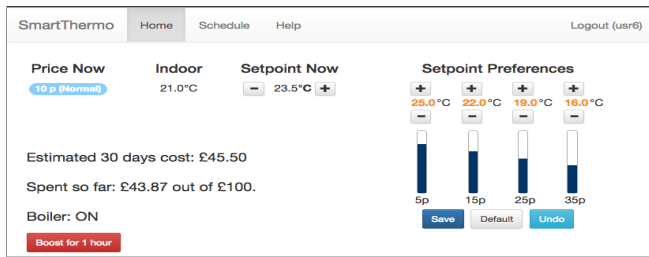 SmartThermo Home Schedule Help Logout (usr6)
Price Now Indoor Setpoint Now Setpoint Preferences
10 p (Normal) 21.0°C − 23.5°C +
+ + + +
25.0 °C 22.0 °C 19.0 °C 16.0 °C
− − − −
Estimated 30 days cost: £45.50
Spent so far: £43.87 out of £100.
Boiler: ON
5p 15p 25p 35p
Save Default Undo
Boost for 1 hour